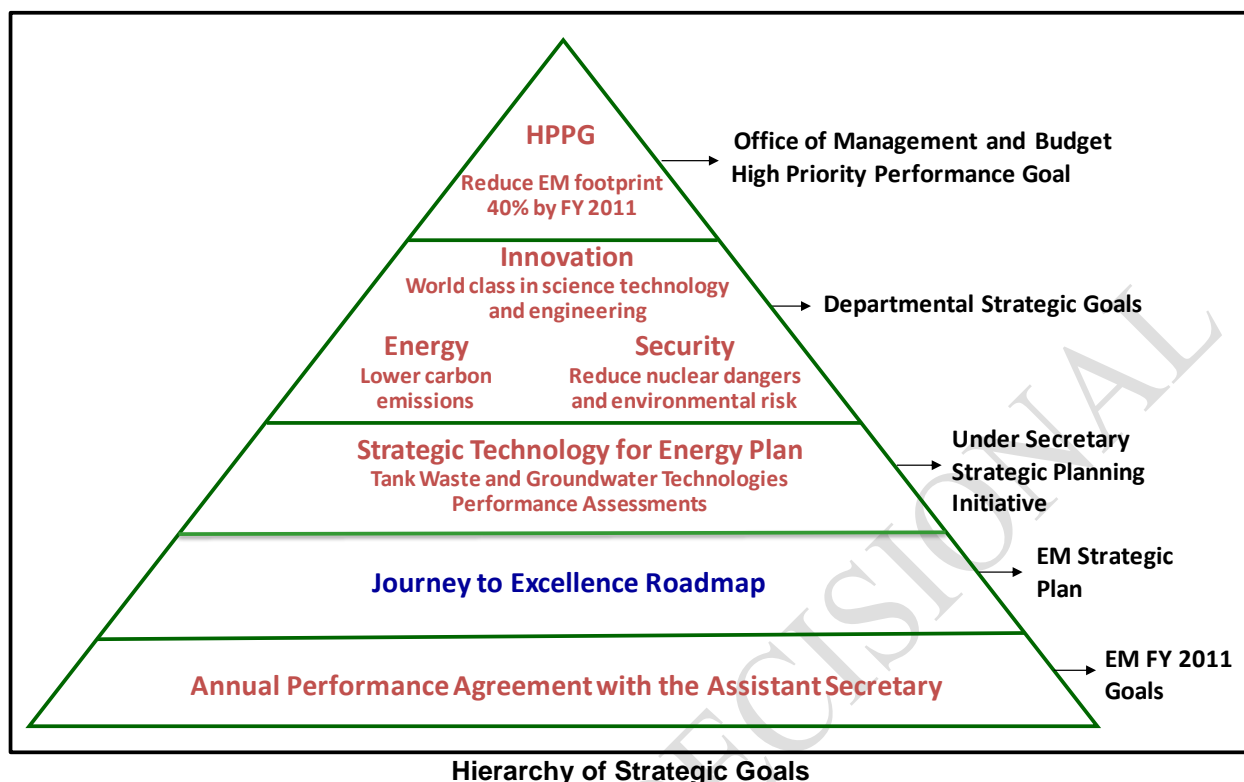 HPPG
Reduce EM footprint
40% by FY 2011
Office of Management and Budget
High Priority Performance Goal
Innovation
World class in science technology
and engineering
Departmental Strategic Goals
Energy
Lower carbon
emissions
Security
Reduce nuclear dangers
and environmental risk
Strategic Technology for Energy Plan
Tank Waste and Groundwater Technologies
Performance Assessments
Under Secretary
Strategic Planning
Initiative
Journey to Excellence Roadmap
EM Strategic
Plan
Annual Performance Agreement with the Assistant Secretary
EM FY 2011
Goals
ECISIONAL
Hierarchy of Strategic Goals